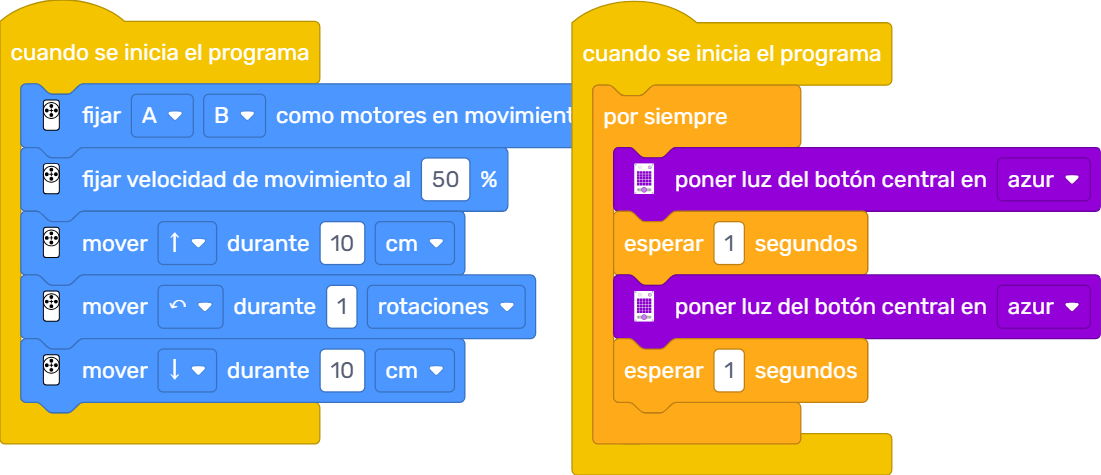 cuando se inicia el programa
fijar A B como motores en movimient
fijar velocidad de movimiento al 50 %
mover ↑ durante 10 cm
mover ↶ durante 1 rotaciones
mover ↓ durante 10 cm
cuando se inicia el programa
por siempre
poner luz del botón central en azur
esperar 1 segundos
poner luz del botón central en azur
esperar 1 segundos